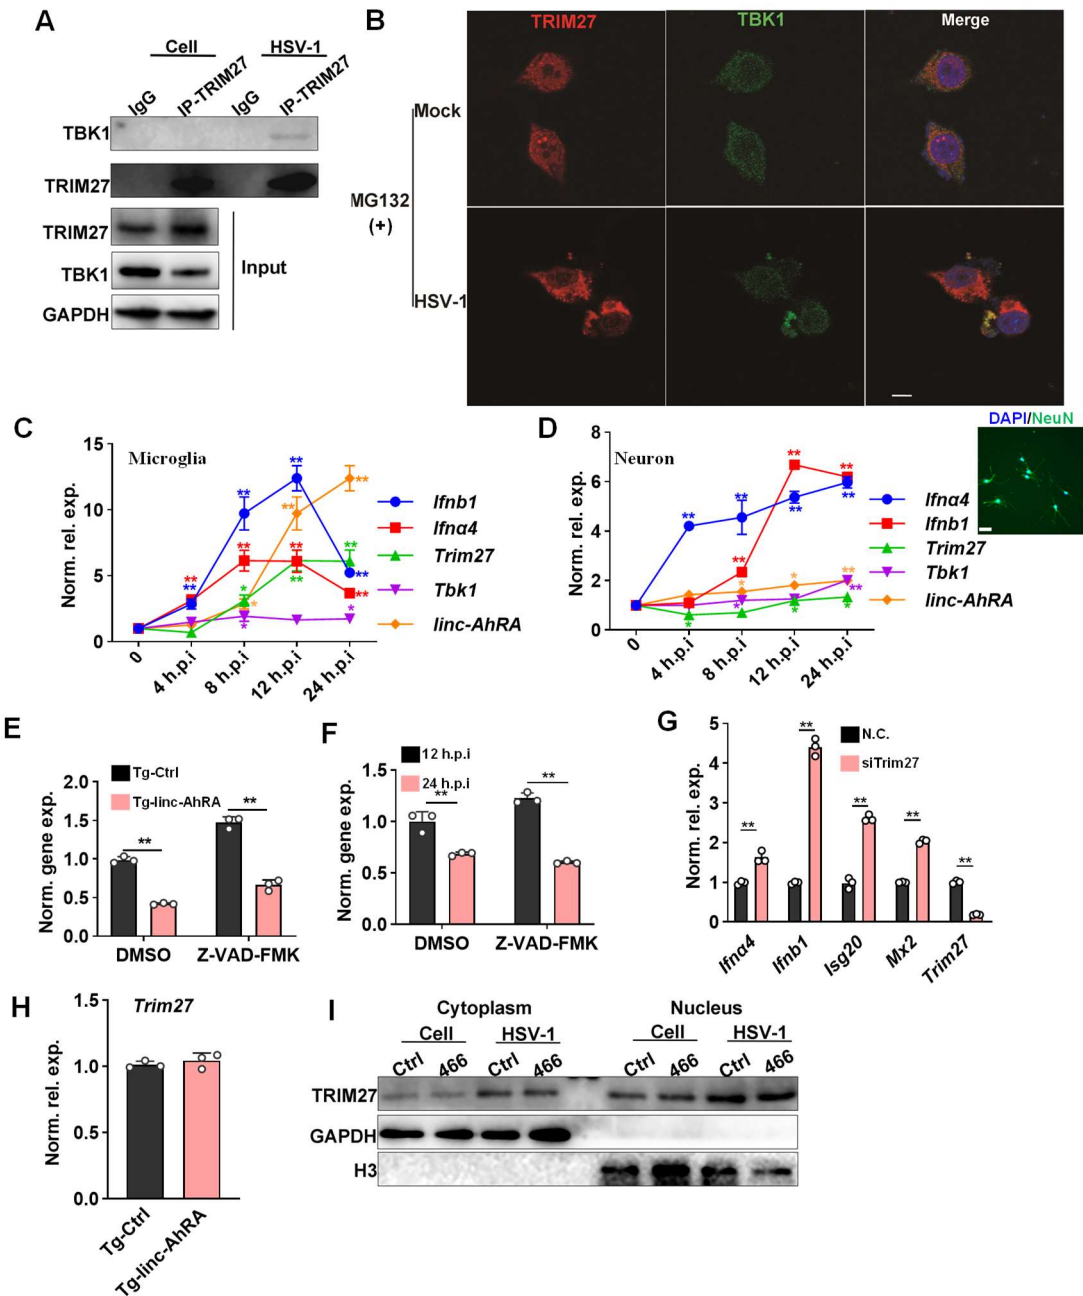 A
Cell
HSV-1
IgG
IP-TRIM27
IgG
IP-TRIM27
TBK1
TRIM27
TRIM27
TBK1
GAPDH
Input
B
TRIM27
TBK1
Merge
Mock
MG132
(+)
HSV-1
C
Microglia
Norm. rel. exp.
15
10
5
0
** ** ** ** ** ** ** ** ** ** ** ** * * * * **
0
4 h.p.i
8 h.p.i
12 h.p.i
24 h.p.i
Ifnb1
Ifnα4
Trim27
Tbk1
linc-AhRA
D
Neuron
DAPI/NeuN
Norm. rel. exp.
8
6
4
2
0
** ** ** ** ** ** ** * * ** ** * * * * *
0
4 h.p.i
8 h.p.i
12 h.p.i
24 h.p.i
Ifnα4
Ifnb1
Trim27
Tbk1
linc-AhRA
E
Tg-Ctrl
Tg-linc-AhRA
Norm. gene exp.
2.0
1.5
1.0
0.5
0.0
**
**
DMSO
Z-VAD-FMK
F
12 h.p.i
24 h.p.i
Norm. gene exp.
1.5
1.0
0.5
0.0
**
**
DMSO
Z-VAD-FMK
G
N.C.
siTrim27
Norm. rel. exp.
5
4
3
2
1
0
**
**
**
**
**
Ifnα4
Ifnb1
Isg20
Mx2
Trim27
H
Trim27
Norm. rel. exp.
1.5
1.0
0.5
0.0
Tg-Ctrl
Tg-linc-AhRA
I
Cytoplasm
Nucleus
Cell
HSV-1
Cell
HSV-1
Ctrl
466
Ctrl
466
Ctrl
466
Ctrl
466
TRIM27
GAPDH
H3